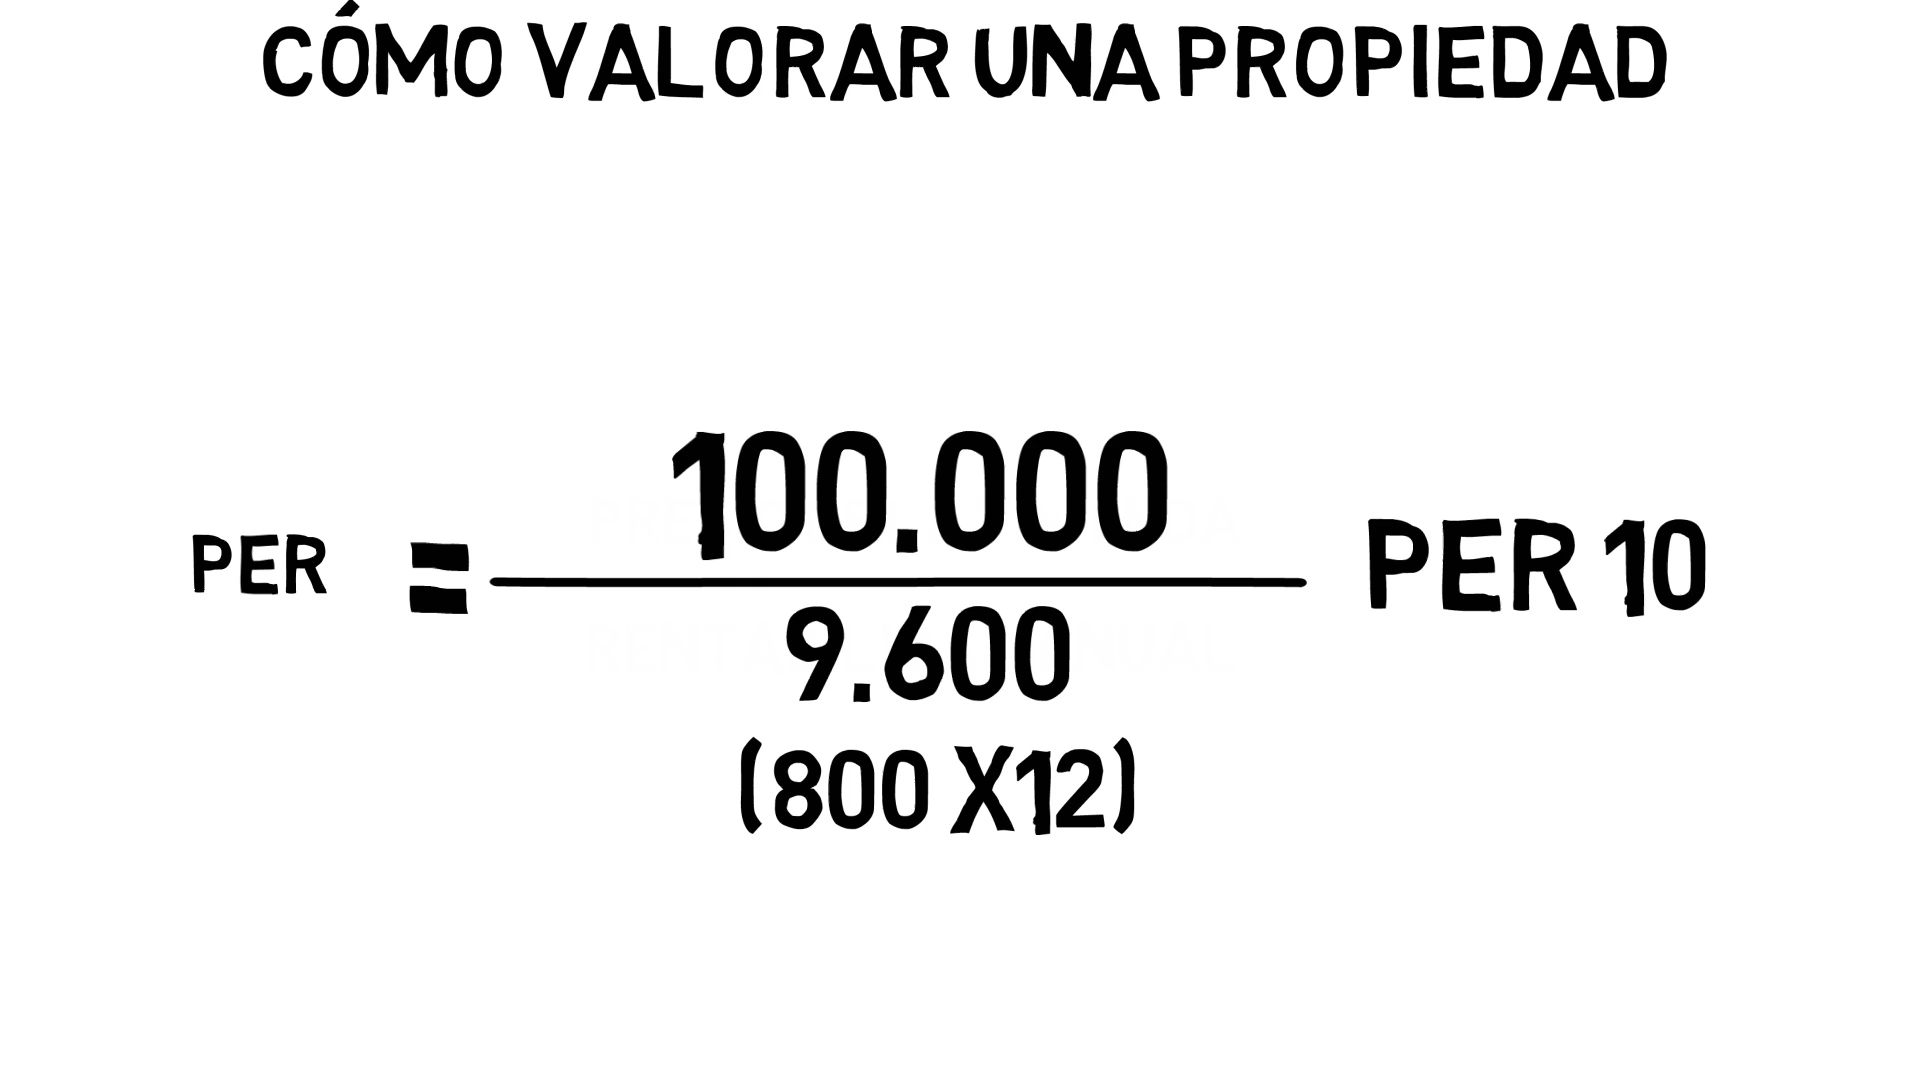 CÓMO VALORAR UNA PROPIEDAD
100.000
PER = PER 10
9.600
(800 X12)